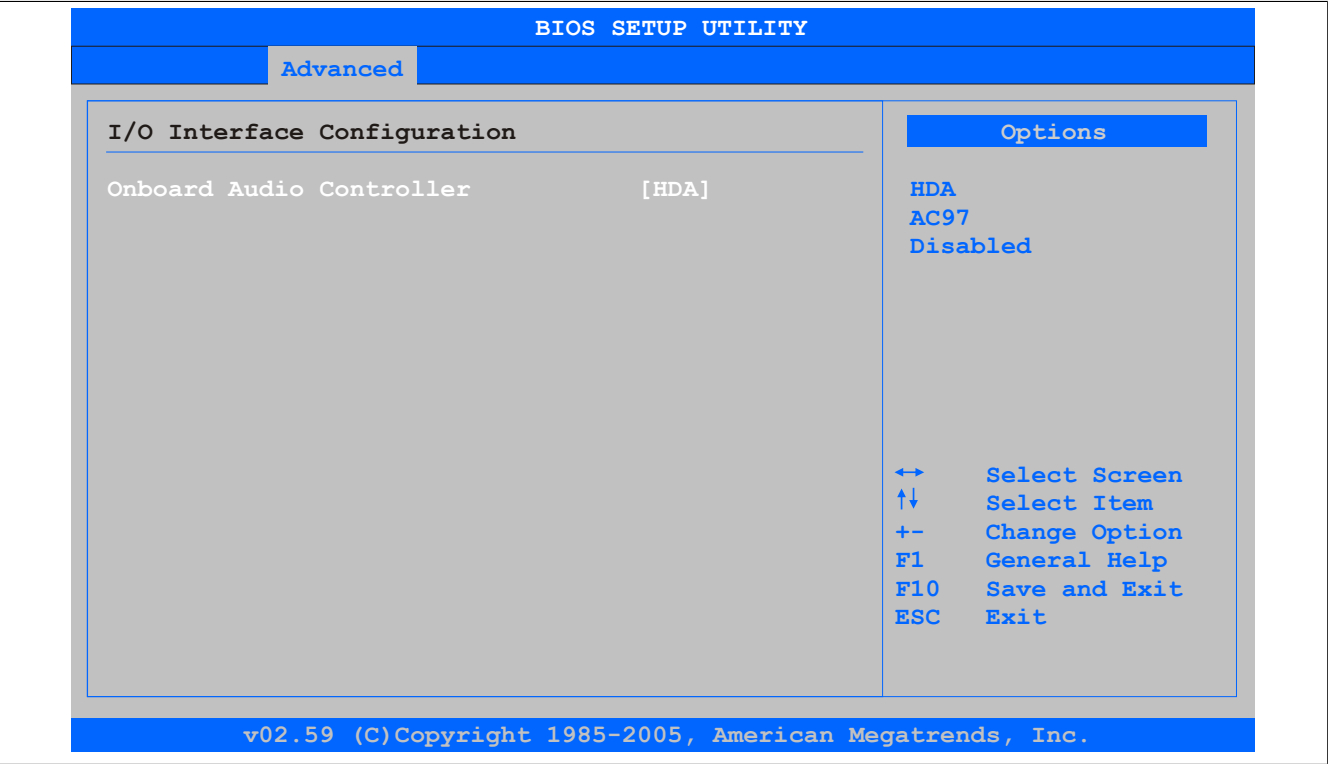 BIOS SETUP UTILITY
Advanced
I/O Interface Configuration
Onboard Audio Controller [HDA]
Options
HDA
AC97
Disabled
←→ Select Screen
↑↓ Select Item
+- Change Option
F1 General Help
F10 Save and Exit
ESC Exit
v02.59 (C)Copyright 1985-2005, American Megatrends, Inc.